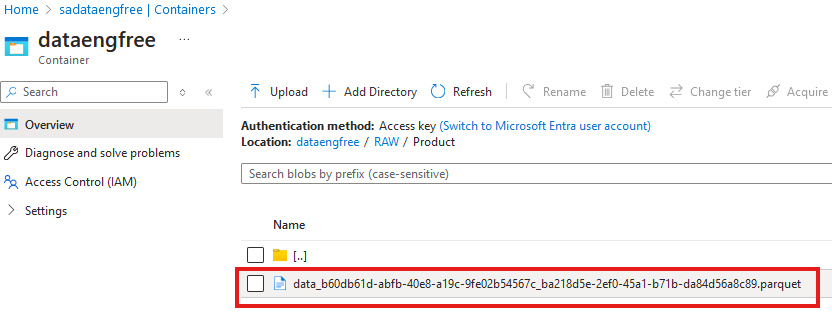 Home > sadataengfree | Containers >
dataengfree ...
Container
Search
Overview
Diagnose and solve problems
Access Control (IAM)
Settings
Upload Add Directory Refresh Rename Delete Change tier Acquire
Authentication method: Access key (Switch to Microsoft Entra user account)
Location: dataengfree / RAW / Product
Search blobs by prefix (case-sensitive)
Name
[..]
data_b60db61d-abfb-40e8-a19c-9fe02b54567c_ba218d5e-2ef0-45a1-b71b-da84d56a8c89.parquet